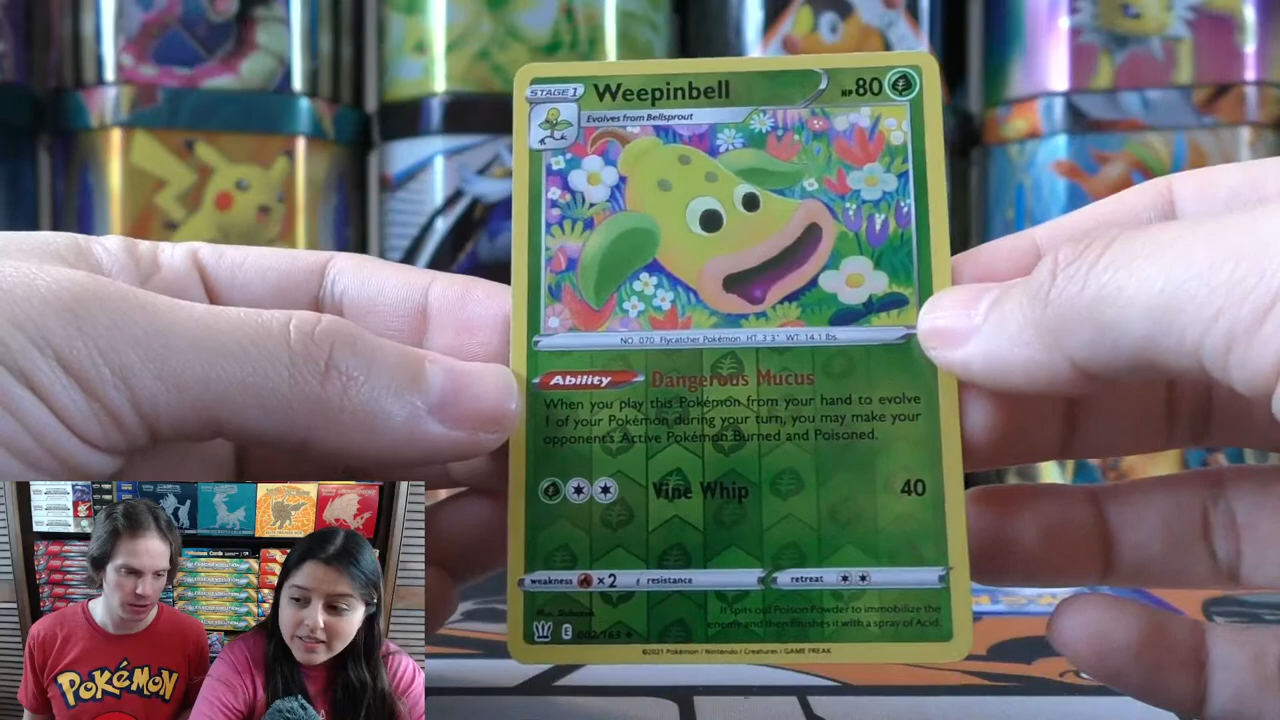 STAGE 1 Weepinbell HP 80
Evolves from Bellsprout
NO. 070 Flycatcher Pokémon HT: 3'3" WT: 14.1 lbs.
Ability Dangerous Mucus
When you play this Pokémon from your hand to evolve
1 of your Pokémon during your turn, you may make your
opponent's Active Pokémon Burned and Poisoned.
Vine Whip 40
weakness ×2 resistance retreat
It spits out Poison Powder to immobilize the
enemy and then finishes it with a spray of Acid.
E 002/163
©2021 Pokémon / Nintendo / Creatures / GAME FREAK
POKÉMON